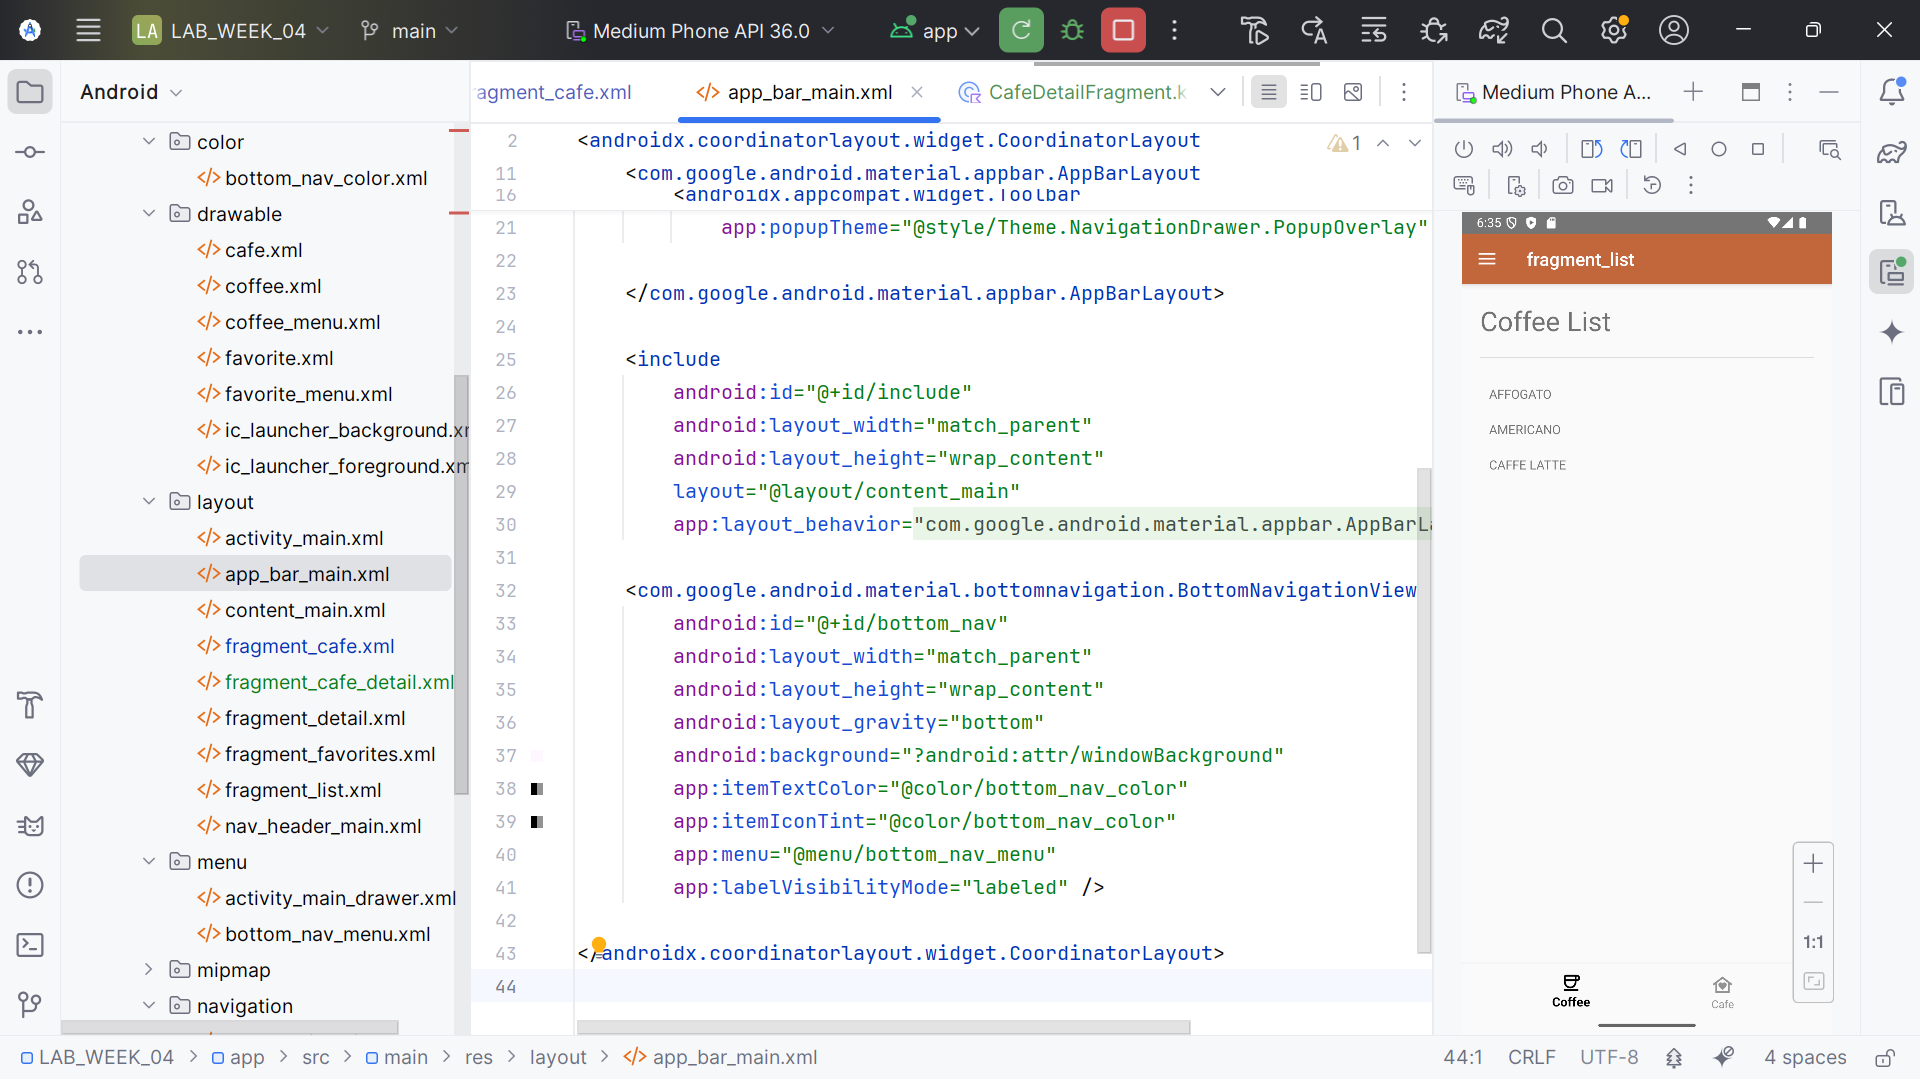 LA LAB_WEEK_04
main
Medium Phone API 36.0
app
Android
color
bottom_nav_color.xml
drawable
cafe.xml
coffee.xml
coffee_menu.xml
favorite.xml
favorite_menu.xml
ic_launcher_background.xm
ic_launcher_foreground.xm
layout
activity_main.xml
app_bar_main.xml
content_main.xml
fragment_cafe.xml
fragment_cafe_detail.xml
fragment_detail.xml
fragment_favorites.xml
fragment_list.xml
nav_header_main.xml
menu
activity_main_drawer.xml
bottom_nav_menu.xml
mipmap
navigation
agment_cafe.xml
app_bar_main.xml
CafeDetailFragment.k
1
2 <androidx.coordinatorlayout.widget.CoordinatorLayout
11 <com.google.android.material.appbar.AppBarLayout
16 <androidx.appcompat.widget.Toolbar
21 app:popupTheme="@style/Theme.NavigationDrawer.PopupOverlay"
22
23 </com.google.android.material.appbar.AppBarLayout>
24
25 <include
26 android:id="@+id/include"
27 android:layout_width="match_parent"
28 android:layout_height="wrap_content"
29 layout="@layout/content_main"
30 app:layout_behavior="com.google.android.material.appbar.AppBarLa
31
32 <com.google.android.material.bottomnavigation.BottomNavigationView
33 android:id="@+id/bottom_nav"
34 android:layout_width="match_parent"
35 android:layout_height="wrap_content"
36 android:layout_gravity="bottom"
37 android:background="?android:attr/windowBackground"
38 app:itemTextColor="@color/bottom_nav_color"
39 app:itemIconTint="@color/bottom_nav_color"
40 app:menu="@menu/bottom_nav_menu"
41 app:labelVisibilityMode="labeled" />
42
43 </androidx.coordinatorlayout.widget.CoordinatorLayout>
44
Medium Phone A...
6:35
fragment_list
Coffee List
AFFOGATO
AMERICANO
CAFFE LATTE
1:1
Coffee
Cafe
LAB_WEEK_04 > app > src > main > res > layout > app_bar_main.xml
44:1 CRLF UTF-8 4 spaces